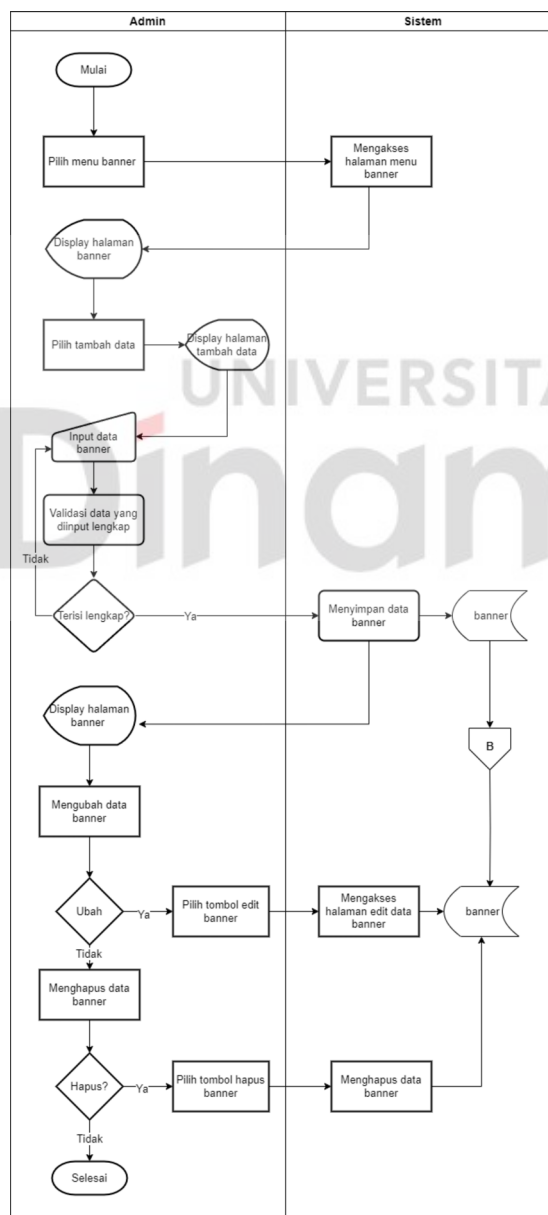 Admin
Sistem
Mulai
Pilih menu banner
Mengakses
halaman menu
banner
Display halaman
banner
Pilih tambah data
Display halaman
tambah data
UNIVERSITA
Dinam
Input data
banner
Validasi data yang
diinput lengkap
Tidak
Terisi lengkap?
Ya
Menyimpan data
banner
banner
Display halaman
banner
B
Mengubah data
banner
Ubah
Ya
Pilih tombol edit
banner
Mengakses
halaman edit data
banner
banner
Tidak
Menghapus data
banner
Hapus?
Ya
Pilih tombol hapus
banner
Menghapus data
banner
Tidak
Selesai